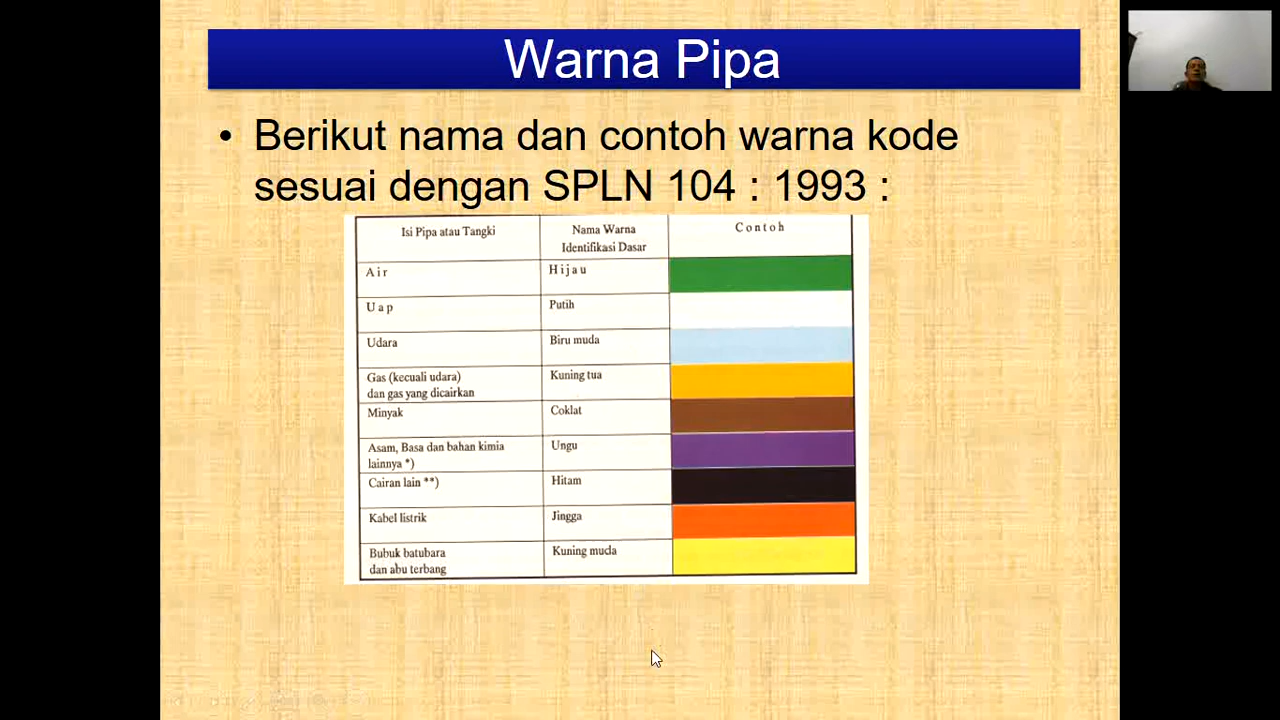 Warna Pipa
• Berikut nama dan contoh warna kode
sesuai dengan SPLN 104 : 1993 :
Isi Pipa atau Tangki
Nama Warna
Identifikasi Dasar
Contoh
Air
Hijau
Uap
Putih
Udara
Biru muda
Gas (kecuali udara)
dan gas yang dicairkan
Kuning tua
Minyak
Coklat
Asam, Basa dan bahan kimia
lainnya *)
Ungu
Cairan lain **)
Hitam
Kabel listrik
Jingga
Bubuk batubara
dan abu terbang
Kuning muda